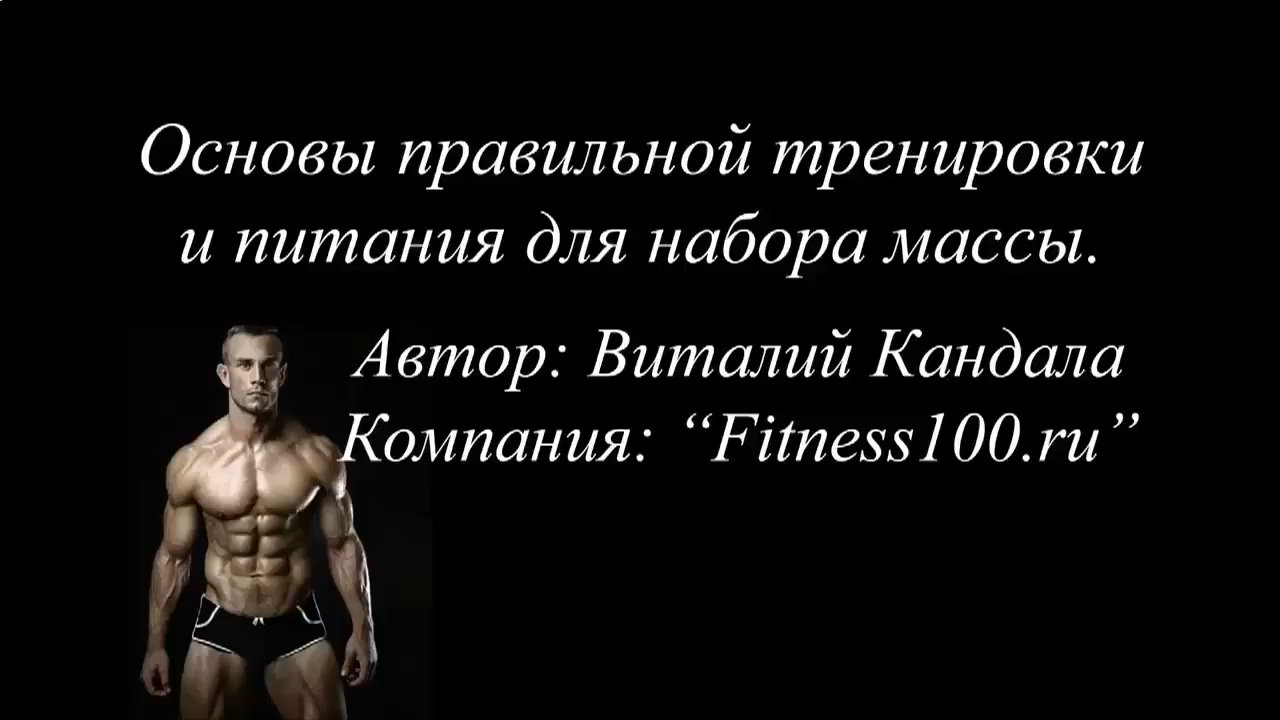 Основы правильной тренировки
и питания для набора массы.
Автор: Виталий Кандала
Компания: “Fitness100.ru”